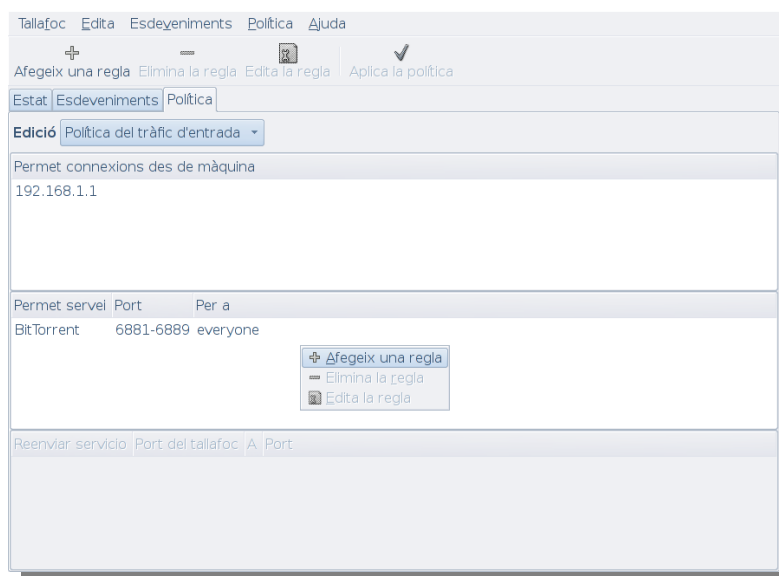 Tallafoc Edita Esdeveniments Política Ajuda
Afegeix una regla Elimina la regla Edita la regla Aplica la política
Estat Esdeveniments Política
Edició Política del tràfic d'entrada
Permet connexions des de màquina
192.168.1.1
Permet servei Port Per a
BitTorrent 6881-6889 everyone
Afegeix una regla
Elimina la regla
Edita la regla
Reenviar servicio Port del tallafoc A Port